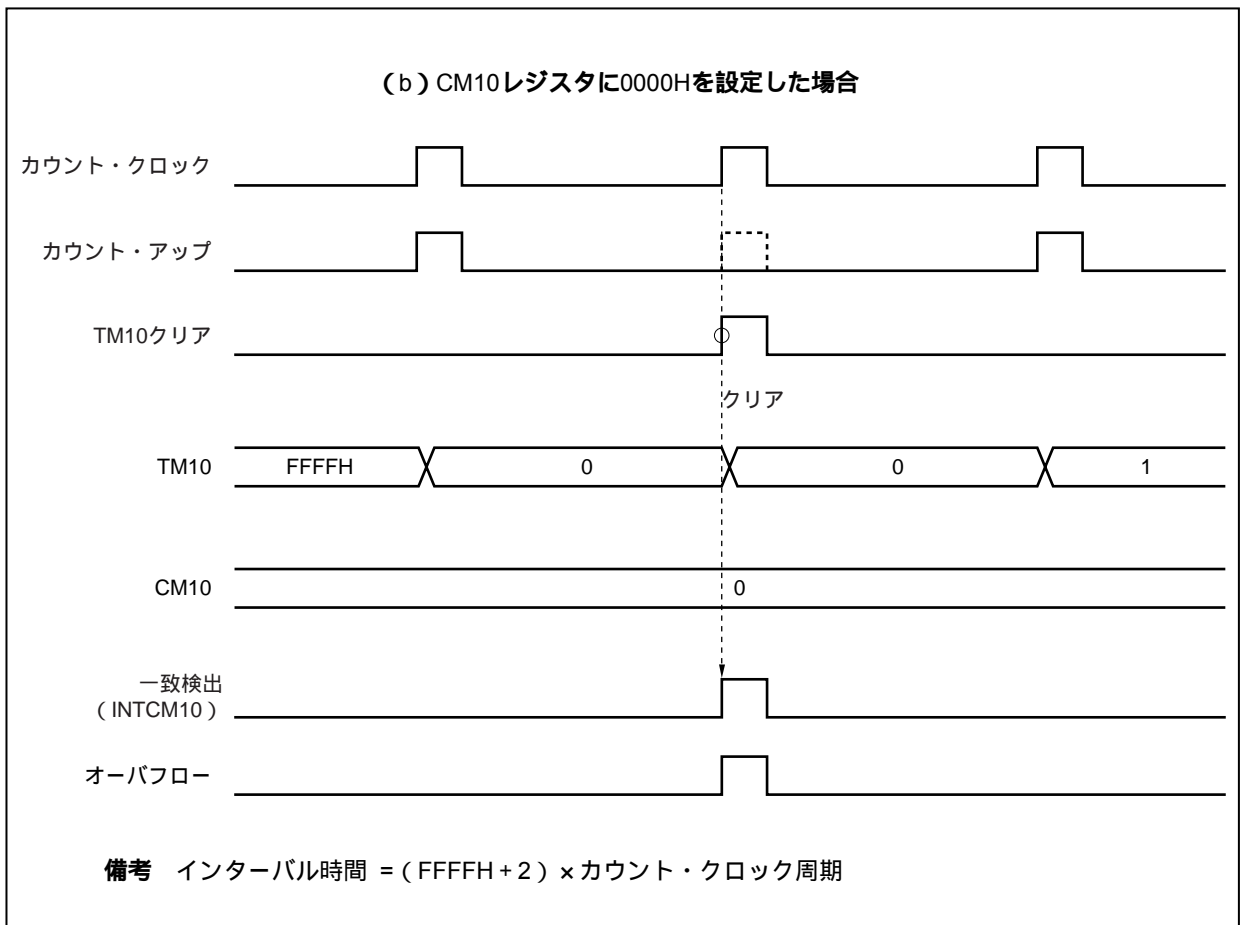 （b）CM10レジスタに0000Hを設定した場合
カウント・クロック
カウント・アップ
TM10クリア
クリア
TM10 FFFFH 0 0 1
CM10 0
一致検出
（INTCM10）
オーバフロー
備考 インターバル時間 =（FFFFH + 2）×カウント・クロック周期